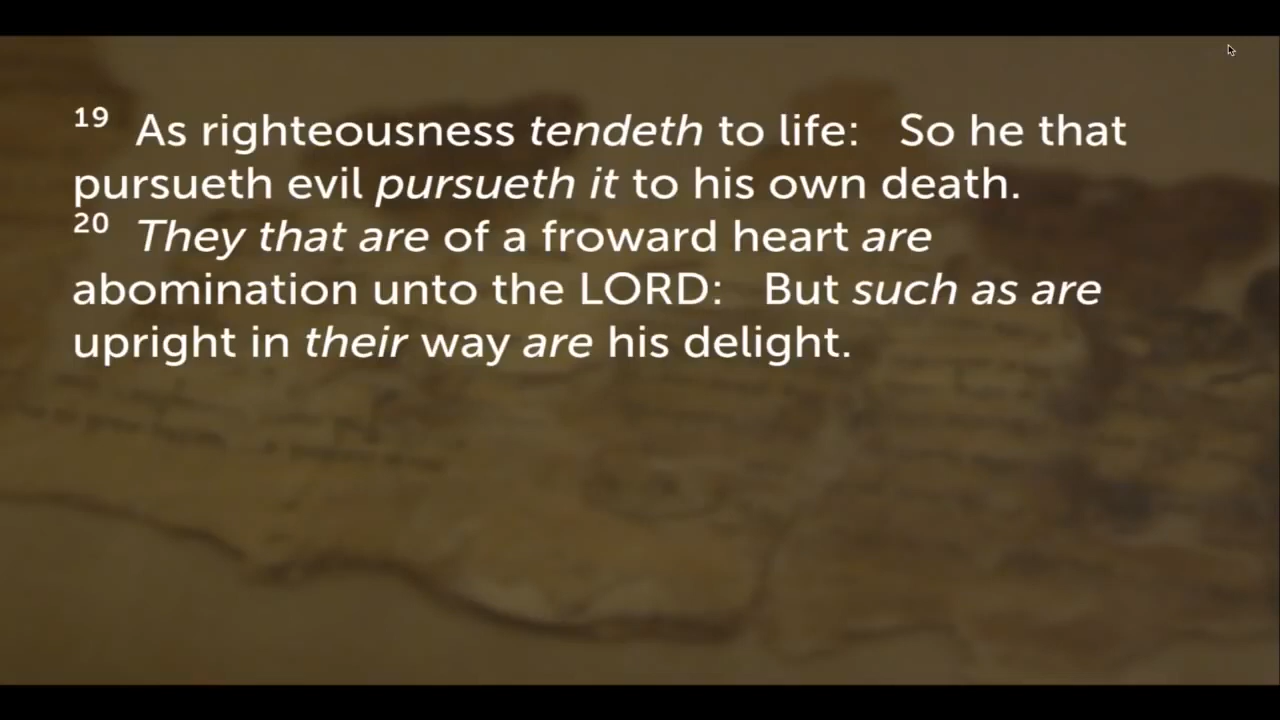 19 As righteousness tendeth to life: So he that
pursueth evil pursueth it to his own death.
20 They that are of a froward heart are
abomination unto the LORD: But such as are
upright in their way are his delight.